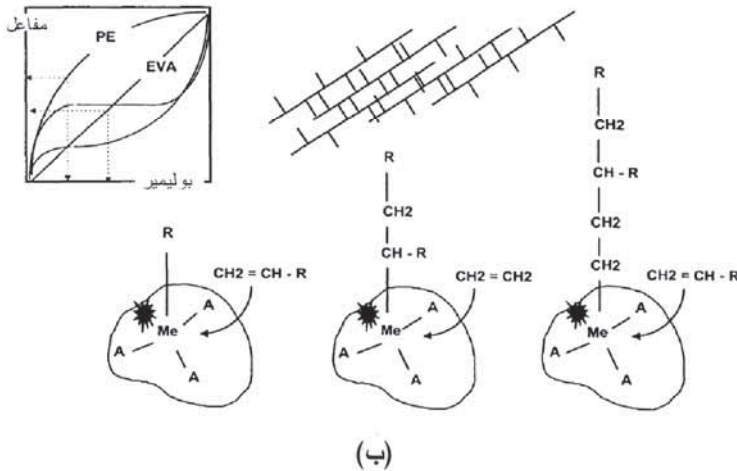 مفاعل
PE
EVA
بوليمير
R
CH2
CH - R
CH2
CH2
R
CH2
CH - R
R
CH2 = CH - R
CH2 = CH2
CH2 = CH - R
Me
A
A
A
Me
A
A
A
Me
A
A
A
(ب)